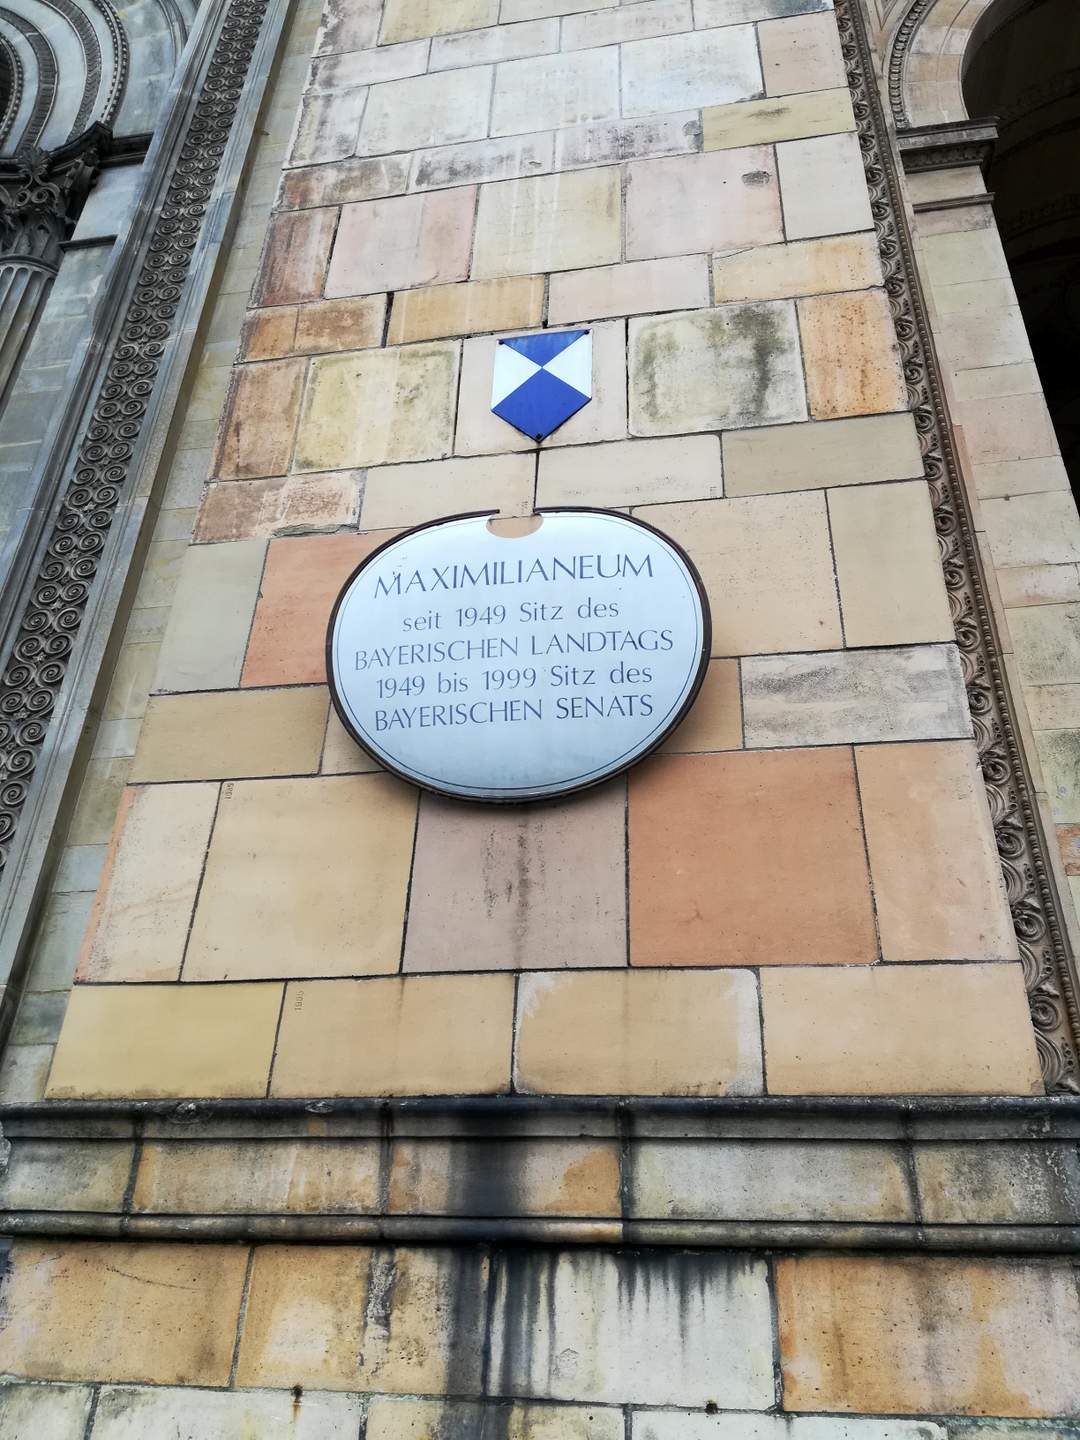 MAXIMILIANEUM
seit 1949 Sitz des
BAYERISCHEN LANDTAGS
1949 bis 1999 Sitz des
BAYERISCHEN SENATS